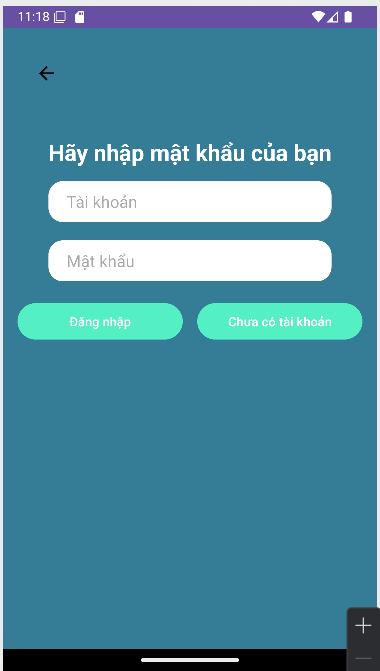 11:18
Hãy nhập mật khẩu của bạn
Tài khoản
Mật khẩu
Đăng nhập
Chưa có tài khoản